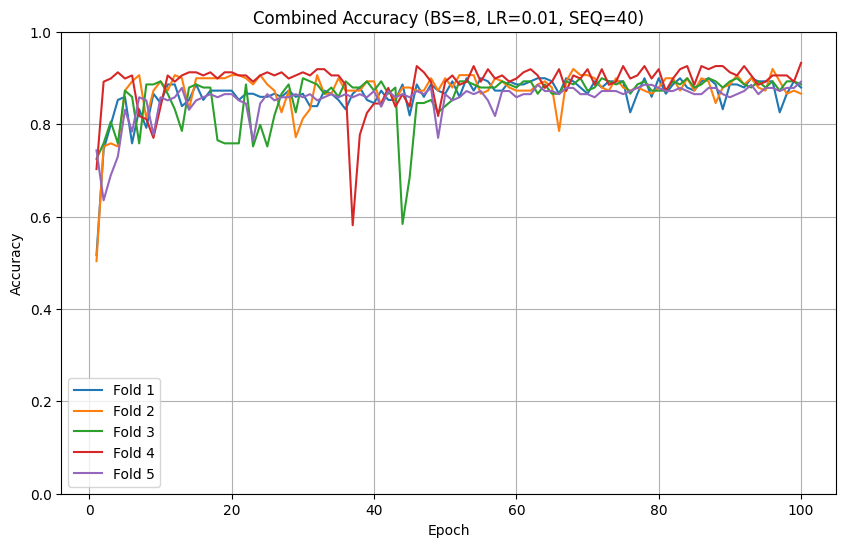 Combined Accuracy (BS=8, LR=0.01, SEQ=40)
1.0
0.8
0.6
0.4
0.2
0.0
Accuracy
Fold 1
Fold 2
Fold 3
Fold 4
Fold 5
0 20 40 60 80 100
Epoch